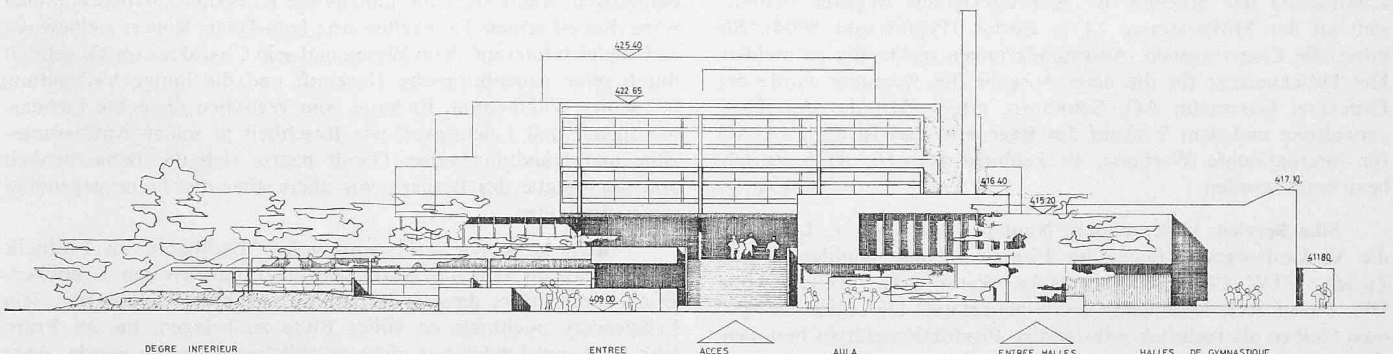 425.40
422 65
416.40
417.10
415.20
411 80
409 00
DEGRE INFERIEUR
ENTREE
ACCES
AULA
ENTREE HALLES
HALLES DE GYMNASTIQUE